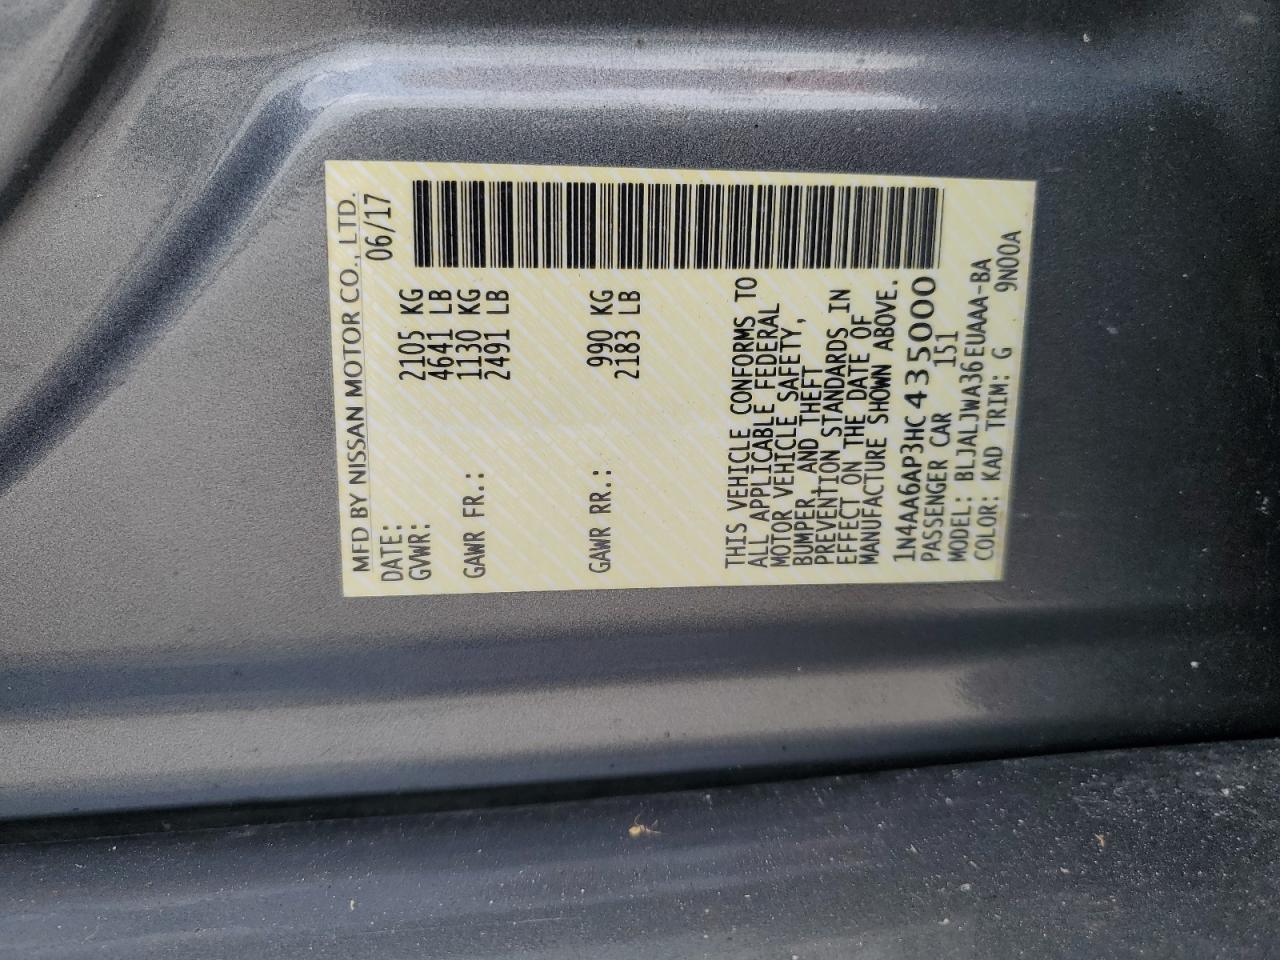 MFD BY NISSAN MOTOR CO., LTD.
DATE: 06/17
GVWR: 2105 KG
4641 LB
GAWR FR.: 1130 KG
2491 LB
GAWR RR.: 990 KG
2183 LB
THIS VEHICLE CONFORMS TO
ALL APPLICABLE FEDERAL
MOTOR VEHICLE SAFETY,
BUMPER, AND THEFT
PREVENTION STANDARDS IN
EFFECT ON THE DATE OF
MANUFACTURE SHOWN ABOVE.
1N4AA6AP3HC435000
PASSENGER CAR 151
MODEL: BLJALJWA36EUAAA-BA
COLOR: KAD TRIM: G 9N00A